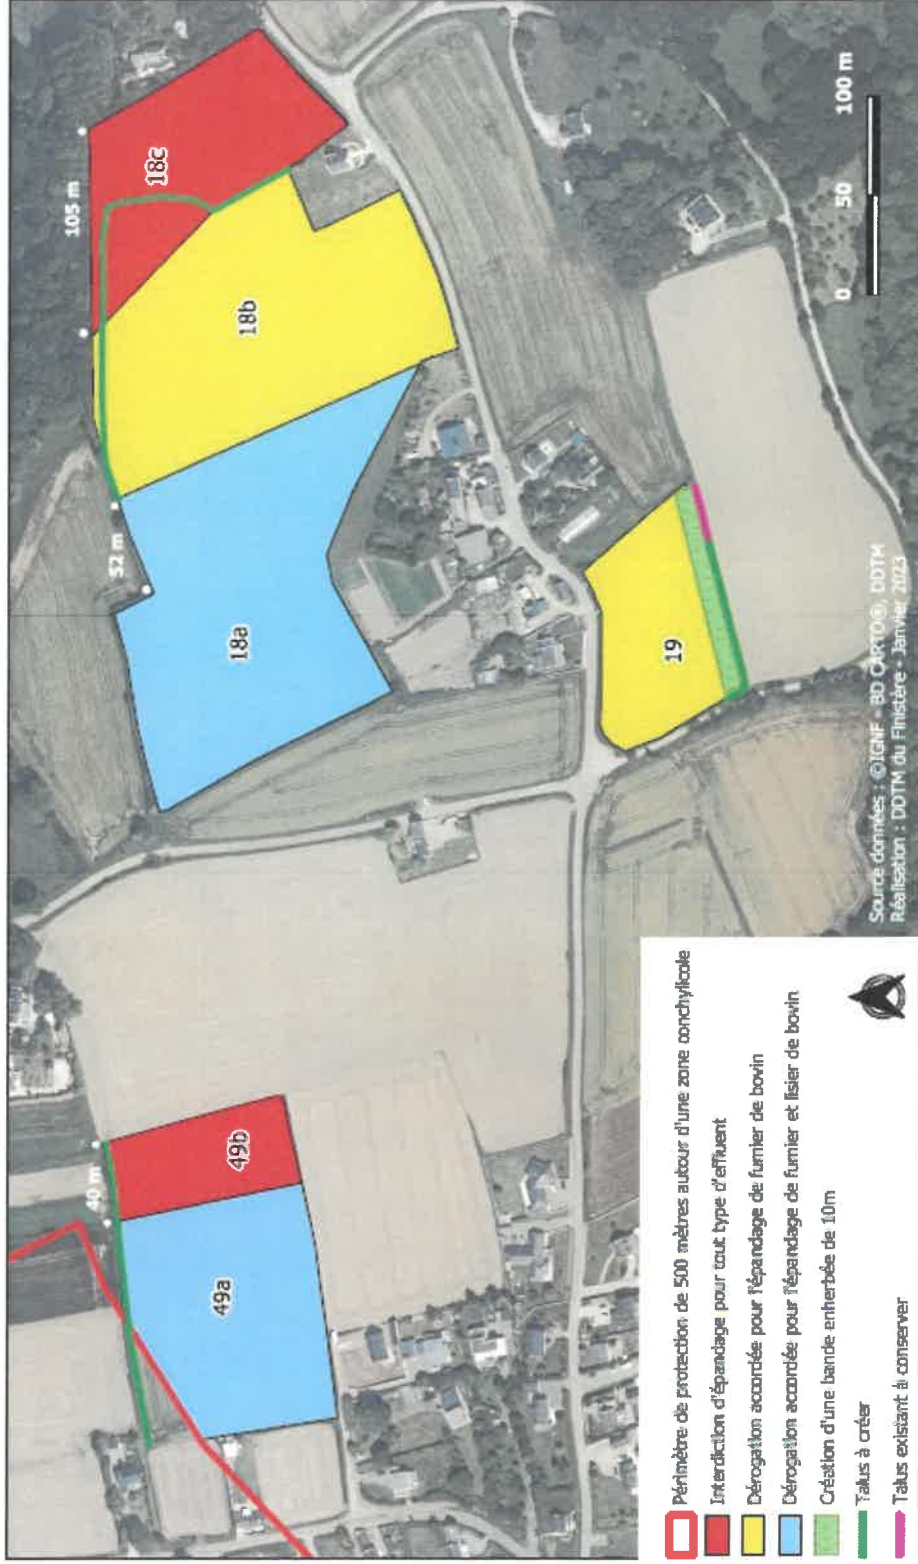 105 m
18c
18b
52 m
18a
19
40 m
49b
49a
0 50 100 m
Source données : ©IGNF - BD CARTO®, DDTM
Réalisation : DDTM du Finistère - Janvier 2023
Périmètre de protection de 500 mètres autour d'une zone conchylicole
Interdiction d'épandage pour tout type d'effluent
Dérogation accordée pour l'épandage de fumier de bovin
Dérogation accordée pour l'épandage de fumier et lisier de bovin
Création d'une bande enherbée de 10m
Talus à créer
Talus existant à conserver